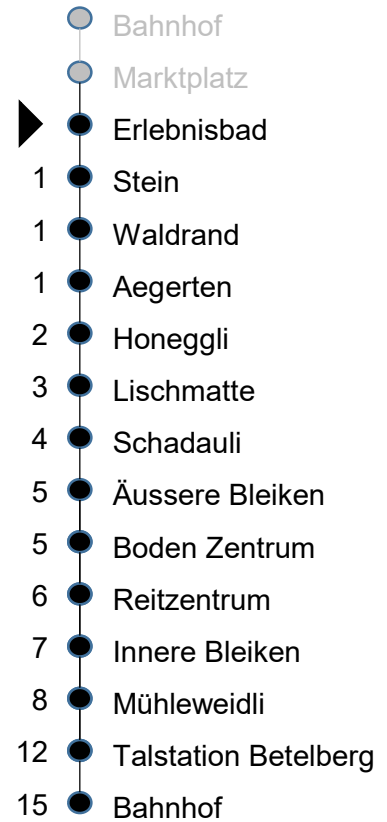 Bahnhof
Marktplatz
Erlebnisbad
1 Stein
1 Waldrand
1 Aegerten
2 Honeggli
3 Lischmatte
4 Schadauli
5 Äussere Bleiken
5 Boden Zentrum
6 Reitzentrum
7 Innere Bleiken
8 Mühleweidli
12 Talstation Betelberg
15 Bahnhof